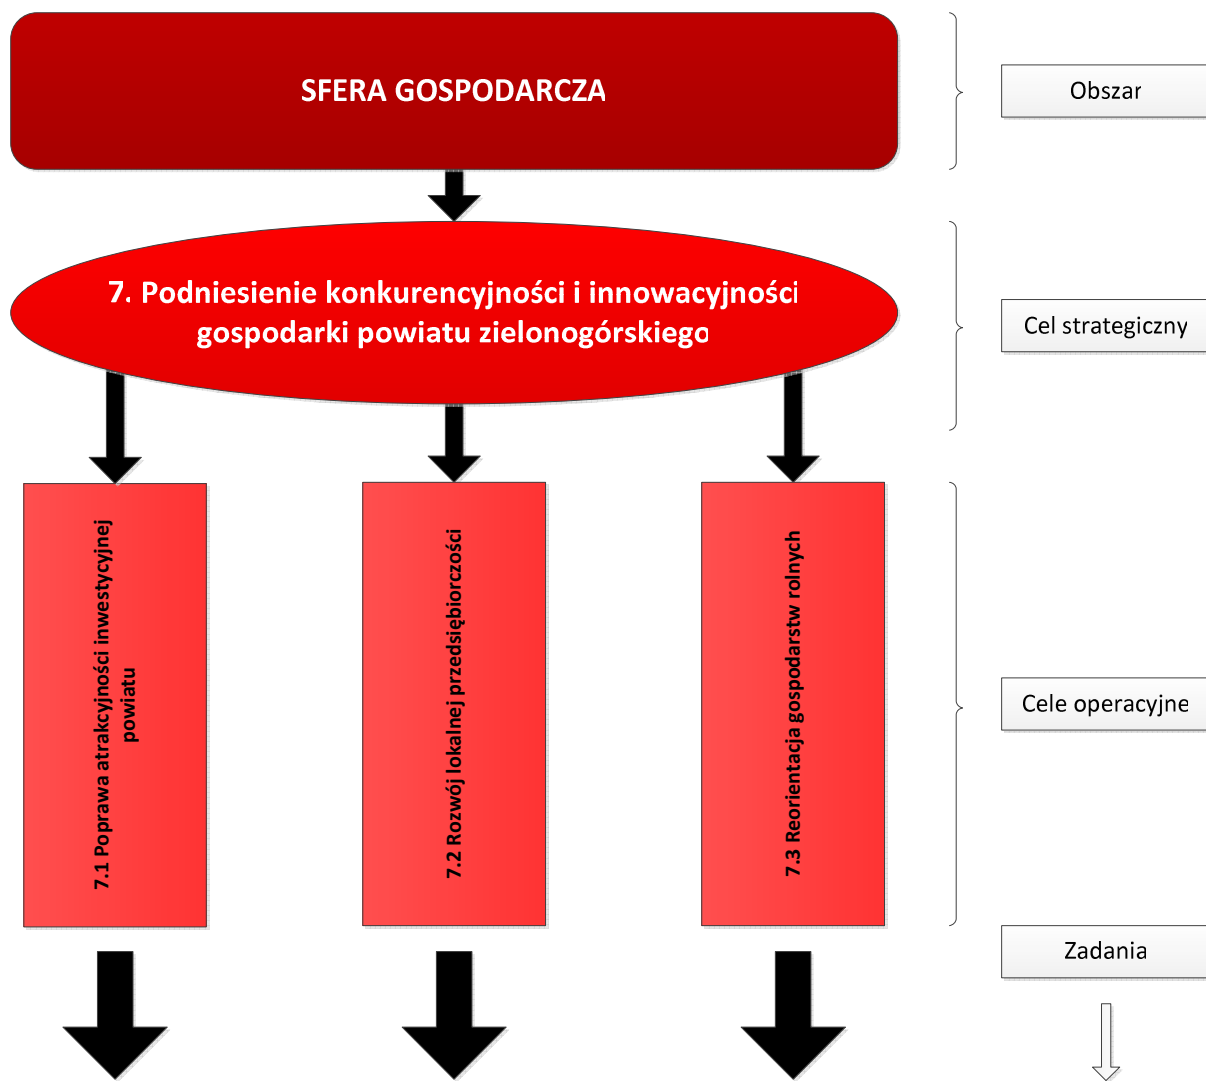 SFERA GOSPODARCZA
Obszar
7. Podniesienie konkurencyjności i innowacyjności
gospodarki powiatu zielonogórskiego
Cel strategiczny
7.1 Poprawa atrakcyjności inwestycyjnej
powiatu
7.2 Rozwój lokalnej przedsiębiorczości
7.3 Reorientacja gospodarstw rolnych
Cele operacyjne
Zadania